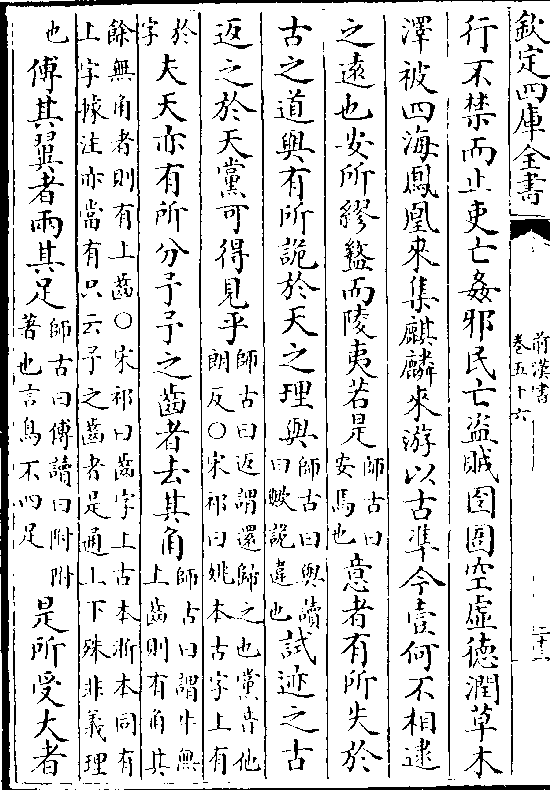 欽定四庫全書
前漢書
卷五十六
二十二
行不禁而止吏亡姦邪民亡盜賊囹圄空虛德潤草木
澤被四海鳳凰來集麒麟來游以古準今壹何不相逮
之遠也安所繆盭而陵夷若是師古曰安焉也意者有所失於
古之道與有所詭於天之理與師古曰與讀曰歟詭違也試迹之古
返之於天黨可得見乎師古曰返謂還歸之也黨音他朗反○宋祁曰姚本古字上有
於字夫天亦有所分予予之齒者去其角師古曰謂牛無上齒則有角其
餘無角者則有上齒○宋祁曰齒字上古本浙本同有上字據注亦當有只云予之齒者是通上下殊非義理
也傅其翼者兩其足師古曰傅讀曰附附著也言鳥不四足是所受大者